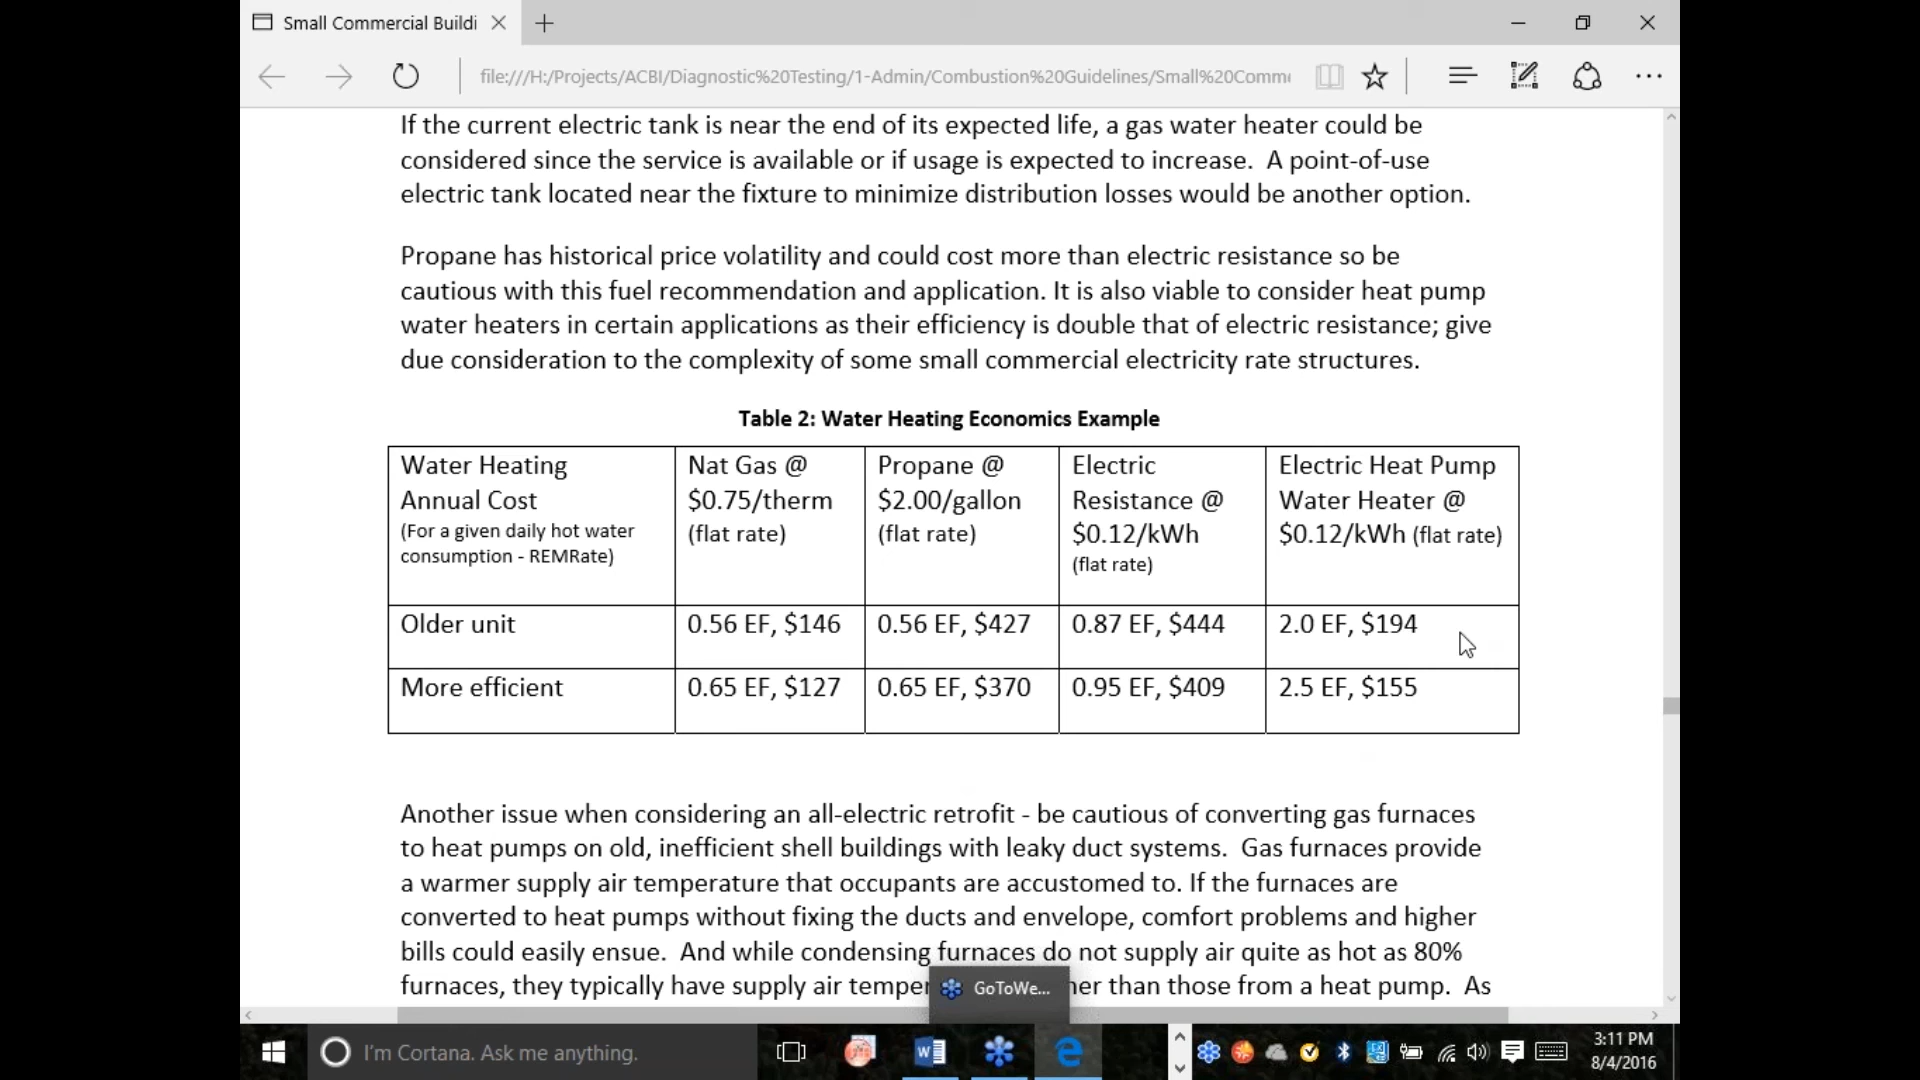 Small Commercial Buildi
file:///H:/Projects/ACBI/Diagnostic%20Testing/1-Admin/Combustion%20Guidelines/Small%20Comm
If the current electric tank is near the end of its expected life, a gas water heater could be
considered since the service is available or if usage is expected to increase.  A point-of-use
electric tank located near the fixture to minimize distribution losses would be another option.
Propane has historical price volatility and could cost more than electric resistance so be
cautious with this fuel recommendation and application. It is also viable to consider heat pump
water heaters in certain applications as their efficiency is double that of electric resistance; give
due consideration to the complexity of some small commercial electricity rate structures.
Table 2: Water Heating Economics Example
Water Heating
Annual Cost
(For a given daily hot water
consumption - REMRate)
Nat Gas @
$0.75/therm
(flat rate)
Propane @
$2.00/gallon
(flat rate)
Electric
Resistance @
$0.12/kWh
(flat rate)
Electric Heat Pump
Water Heater @
$0.12/kWh (flat rate)
Older unit
0.56 EF, $146
0.56 EF, $427
0.87 EF, $444
2.0 EF, $194
More efficient
0.65 EF, $127
0.65 EF, $370
0.95 EF, $409
2.5 EF, $155
Another issue when considering an all-electric retrofit - be cautious of converting gas furnaces
to heat pumps on old, inefficient shell buildings with leaky duct systems.  Gas furnaces provide
a warmer supply air temperature that occupants are accustomed to. If the furnaces are
converted to heat pumps without fixing the ducts and envelope, comfort problems and higher
bills could easily ensue.  And while condensing furnaces do not supply air quite as hot as 80%
furnaces, they typically have supply air temper her than those from a heat pump.  As
GoToWe...
I'm Cortana. Ask me anything.
3:11 PM
8/4/2016